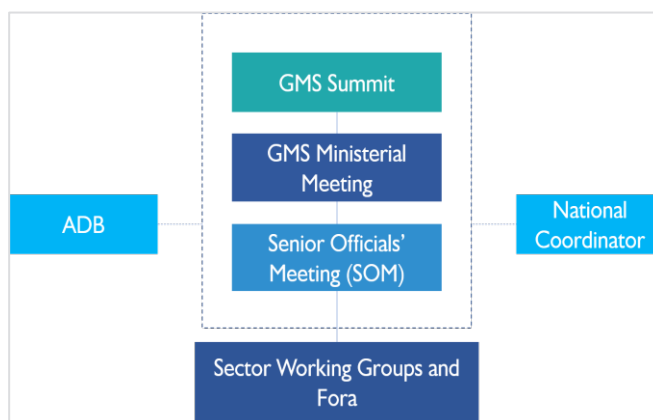 GMS Summit
GMS Ministerial
Meeting
ADB
Senior Officials'
Meeting (SOM)
National
Coordinator
Sector Working Groups and
Fora